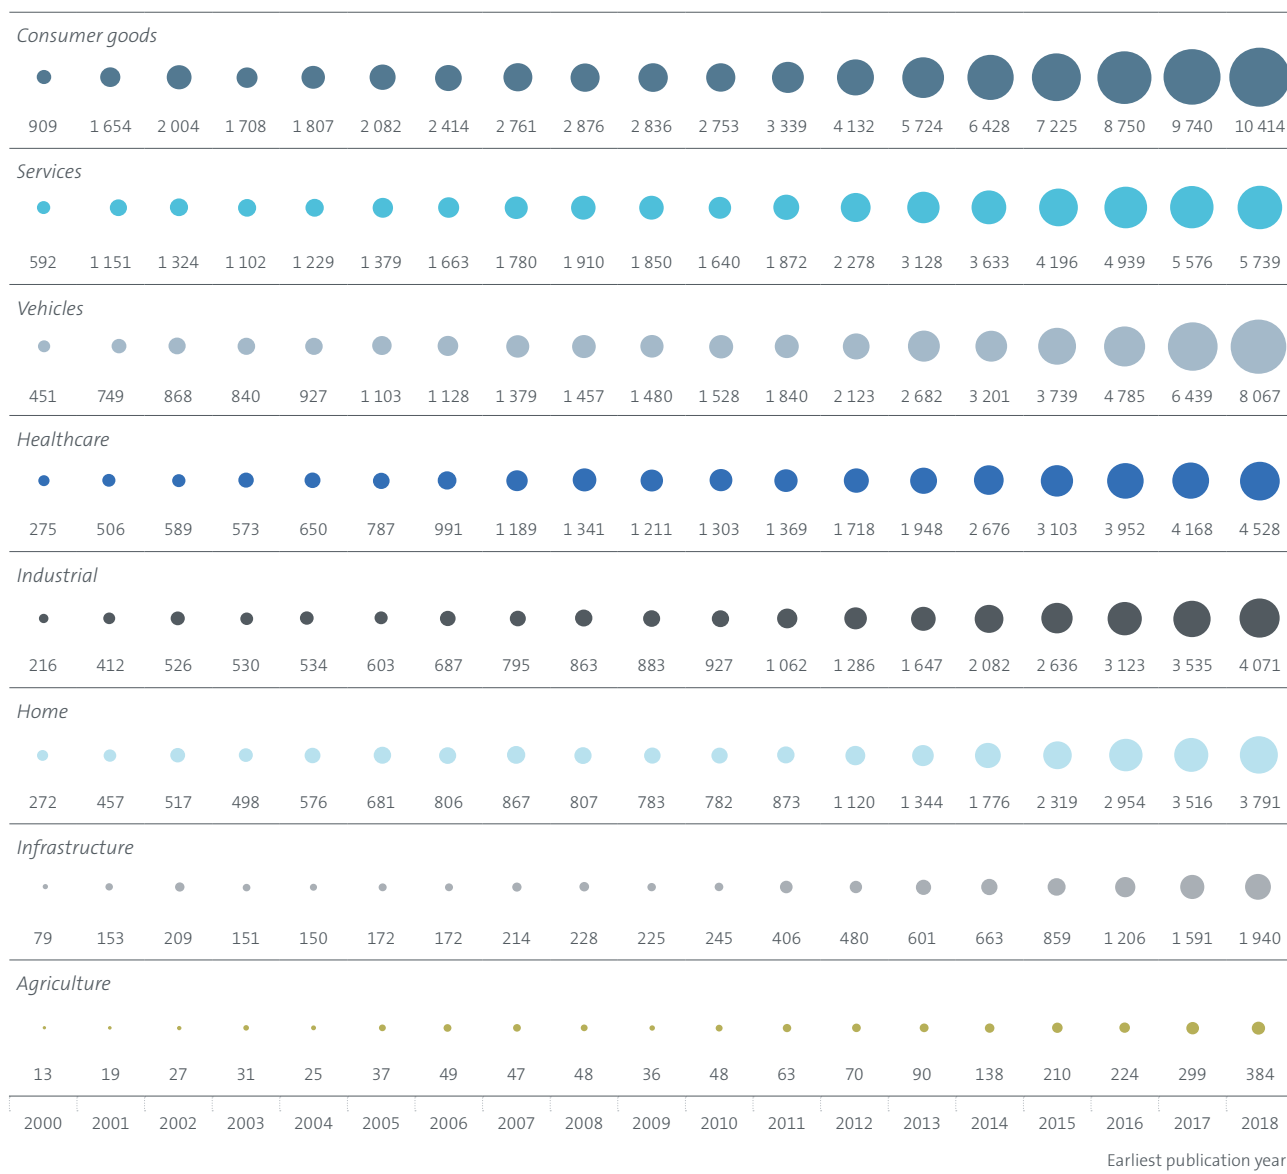 Consumer goods
909 1 654 2 004 1 708 1 807 2 082 2 414 2 761 2 876 2 836 2 753 3 339 4 132 5 724 6 428 7 225 8 750 9 740 10 414
Services
592 1 151 1 324 1 102 1 229 1 379 1 663 1 780 1 910 1 850 1 640 1 872 2 278 3 128 3 633 4 196 4 939 5 576 5 739
Vehicles
451 749 868 840 927 1 103 1 128 1 379 1 457 1 480 1 528 1 840 2 123 2 682 3 201 3 739 4 785 6 439 8 067
Healthcare
275 506 589 573 650 787 991 1 189 1 341 1 211 1 303 1 369 1 718 1 948 2 676 3 103 3 952 4 168 4 528
Industrial
216 412 526 530 534 603 687 795 863 883 927 1 062 1 286 1 647 2 082 2 636 3 123 3 535 4 071
Home
272 457 517 498 576 681 806 867 807 783 782 873 1 120 1 344 1 776 2 319 2 954 3 516 3 791
Infrastructure
79 153 209 151 150 172 172 214 228 225 245 406 480 601 663 859 1 206 1 591 1 940
Agriculture
13 19 27 31 25 37 49 47 48 36 48 63 70 90 138 210 224 299 384
2000 2001 2002 2003 2004 2005 2006 2007 2008 2009 2010 2011 2012 2013 2014 2015 2016 2017 2018
Earliest publication year